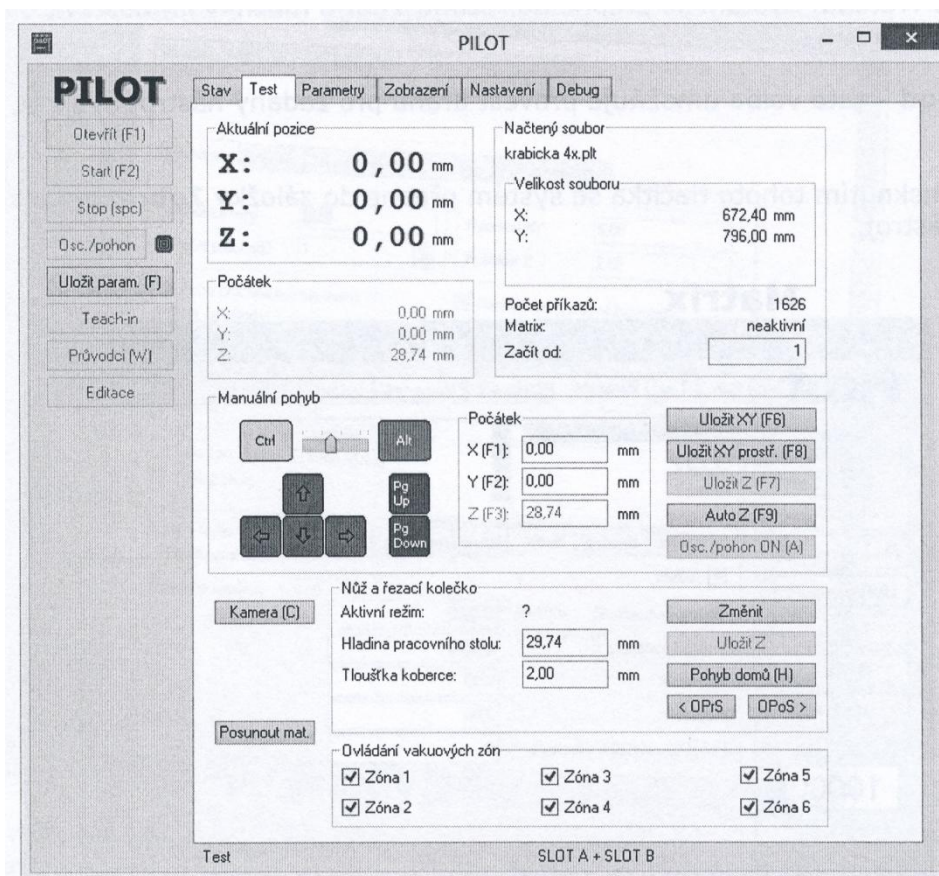 PILOT
PILOT
Otevřít (F1)
Start (F2)
Stop (spc)
Osc./pohon
Uložit param. (F)
Teach-in
Průvodci (W)
Editace
Stav Test Parametry Zobrazení Nastavení Debug
Aktuální pozice
X: 0,00 mm
Y: 0,00 mm
Z: 0,00 mm
Počátek
X: 0,00 mm
Y: 0,00 mm
Z: 28,74 mm
Načtený soubor
krabicka 4x.plt
Velikost souboru
X: 672,40 mm
Y: 796,00 mm
Počet příkazů: 1626
Matrix: neaktivní
Začít od: 1
Manuální pohyb
Ctrl Alt
Pg Up
Pg Down
Počátek
X (F1): 0,00 mm
Y (F2): 0,00 mm
Z (F3): 28,74 mm
Uložit XY (F6)
Uložit XY prostř. (F8)
Uložit Z (F7)
Auto Z (F9)
Osc./pohon ON (A)
Kamera (C)
Posunout mat.
Nůž a řezací kolečko
Aktivní režim: ? Změnit
Hladina pracovního stolu: 29,74 mm Uložit Z
Tloušťka koberce: 2,00 mm Pohyb domů (H)
< OPrS OPoS >
Ovládání vakuových zón
Zóna 1 Zóna 3 Zóna 5
Zóna 2 Zóna 4 Zóna 6
Test SLOT A + SLOT B